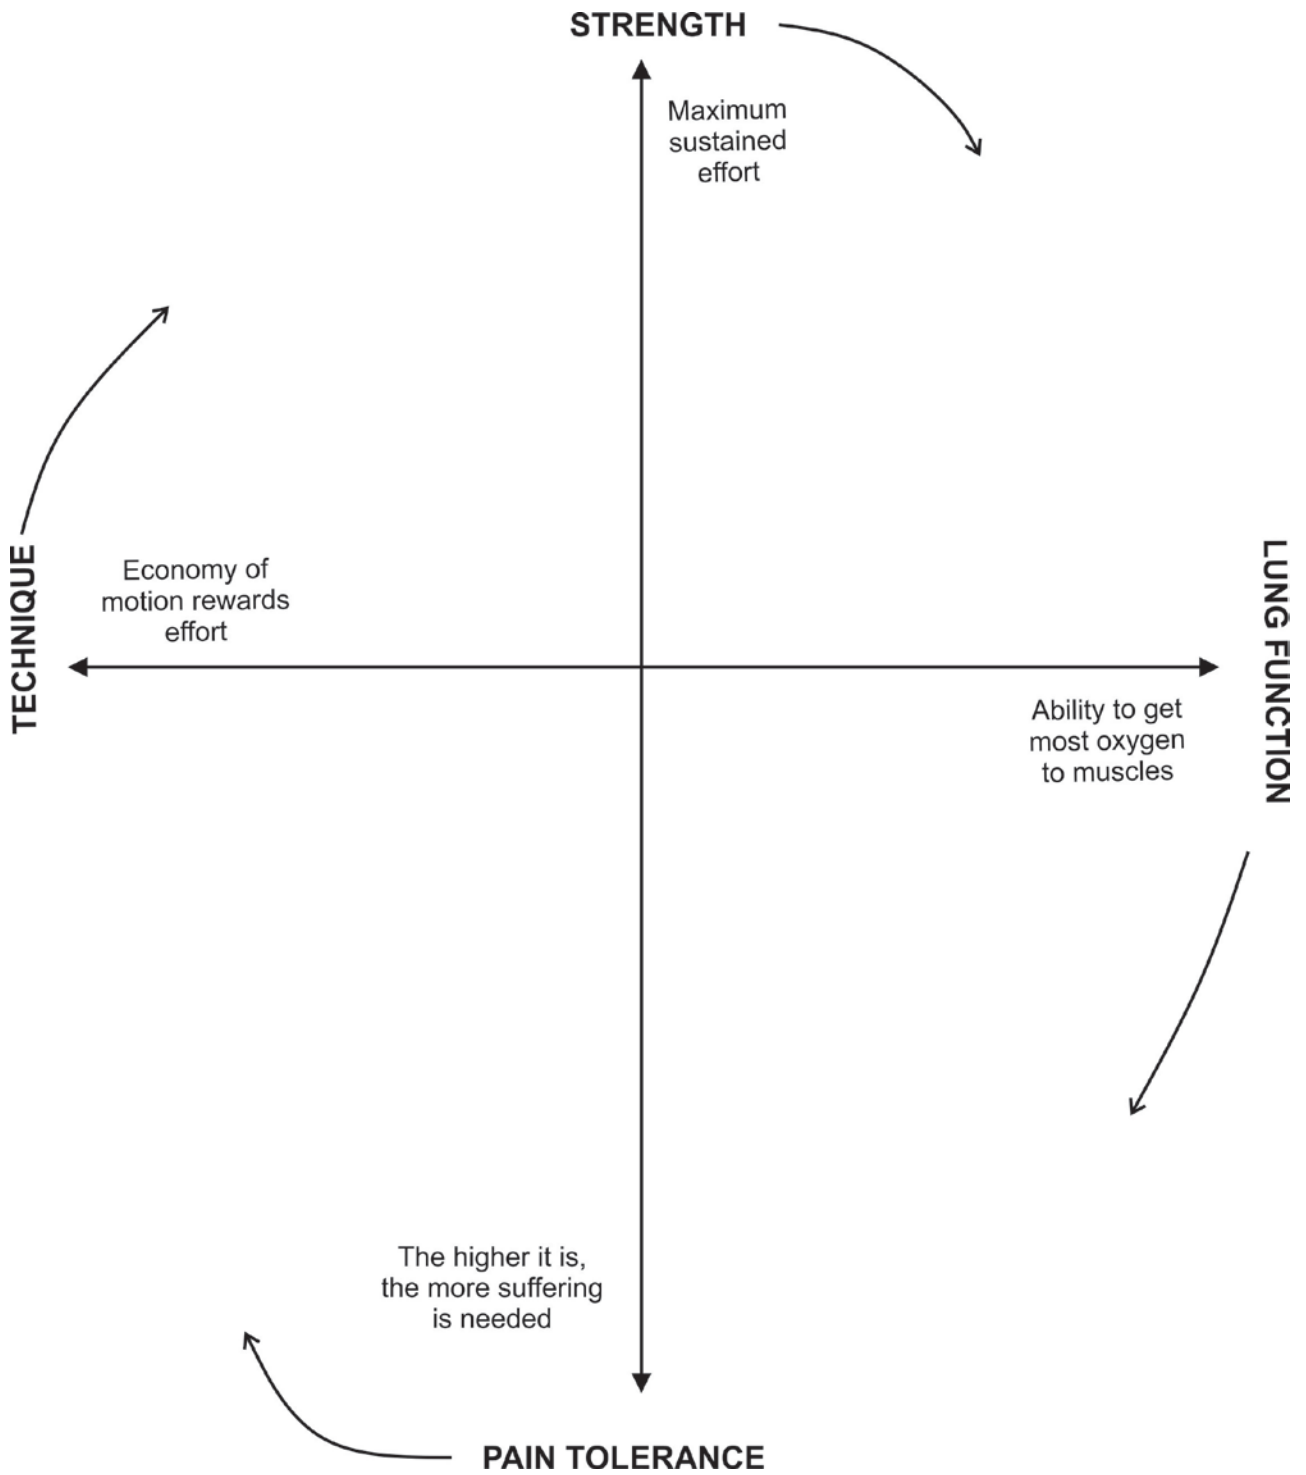 STRENGTH
Maximum
sustained
effort
TECHNIQUE
Economy of
motion rewards
effort
LUNG FUNCTION
Ability to get
most oxygen
to muscles
The higher it is,
the more suffering
is needed
PAIN TOLERANCE